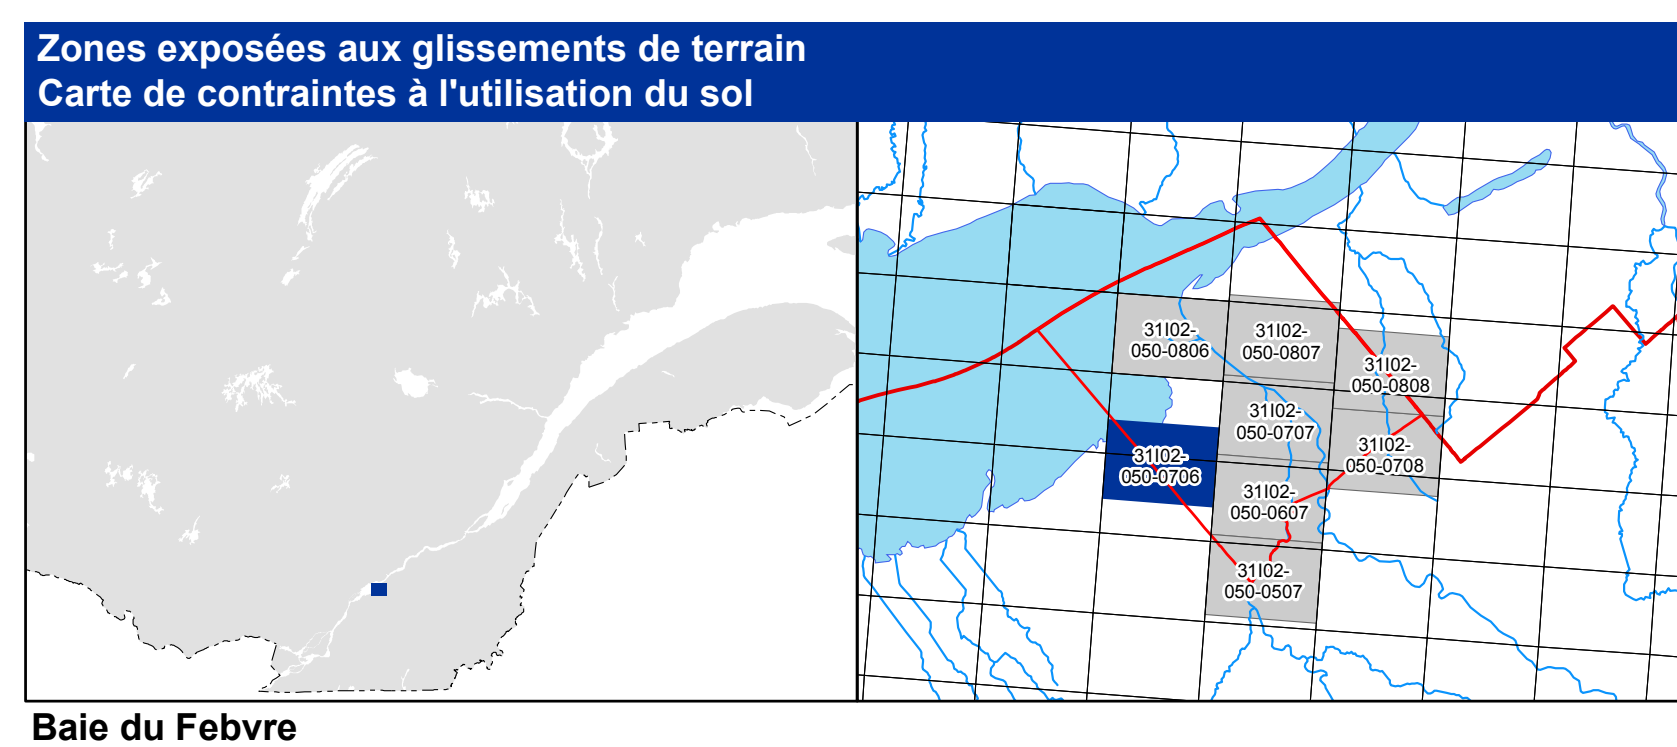 Zones exposées aux glissements de terrain
Carte de contraintes à l'utilisation du sol
31I02-
050-0806
31I02-
050-0807
31I02-
050-0808
31I02-
050-0707
31I02-
050-0708
31I02-
050-0706
31I02-
050-0607
31I02-
050-0507
Baie du Febvre